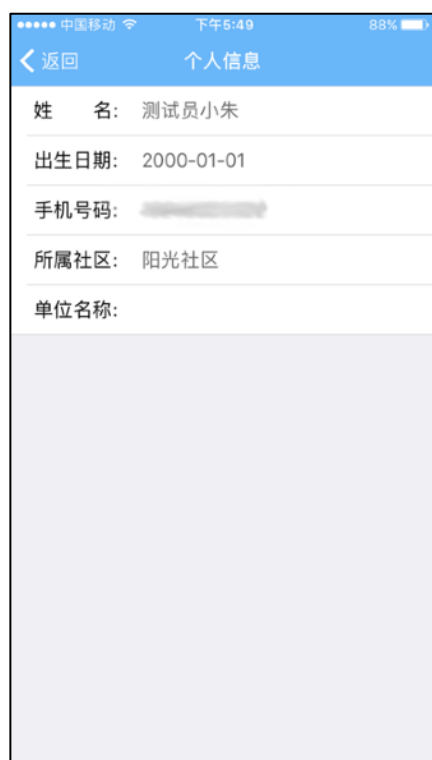 中国移动 下午5:49 88%
返回 个人信息
姓 名: 测试员小朱
出生日期: 2000-01-01
手机号码:
所属社区: 阳光社区
单位名称: